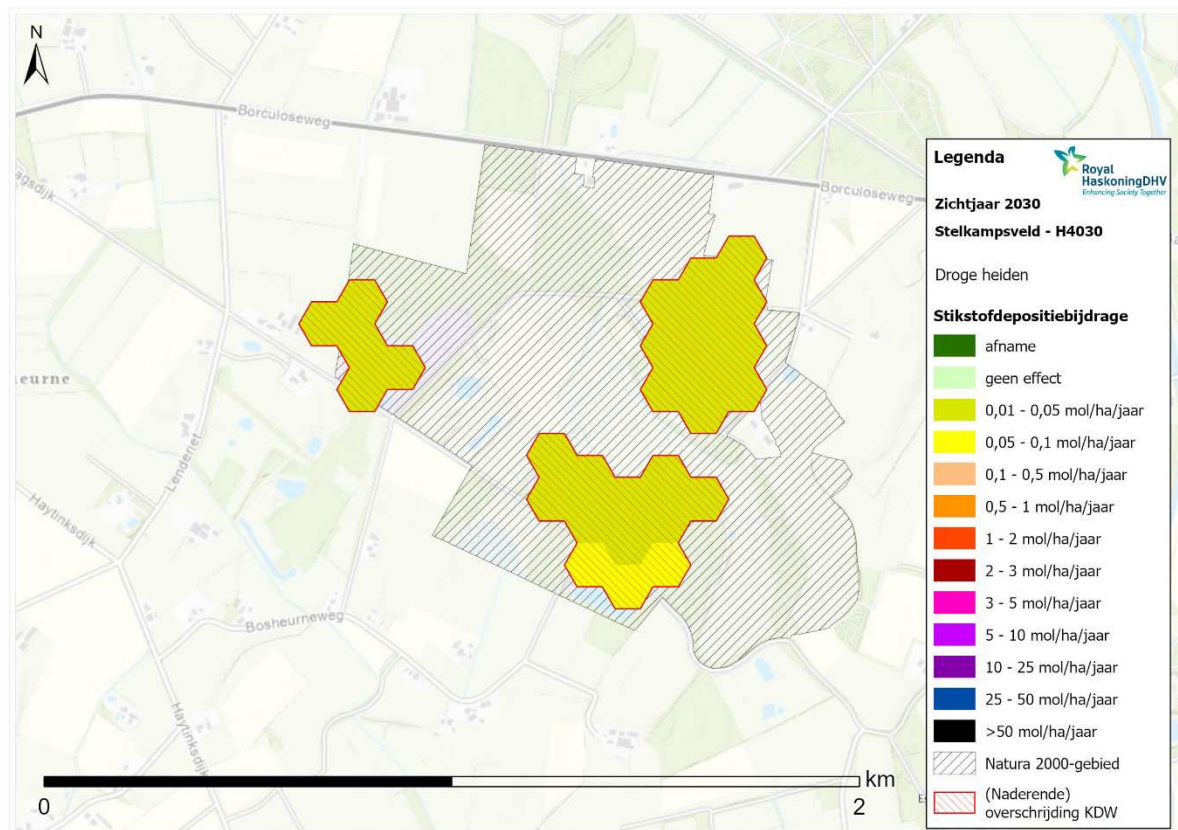 N
Borculoseweg
Borculoseweg
Lenderiet
Haytinksdijk
Haytinksdijk
Bosheurneweg
km
0
2
Legenda
Royal
HaskoningDHV
Enhancing Society Together
Zichtjaar 2030
Stelkampsveld - H4030
Droge heiden
Stikstofdepositiebijdrage
afname
geen effect
0,01 - 0,05 mol/ha/jaar
0,05 - 0,1 mol/ha/jaar
0,1 - 0,5 mol/ha/jaar
0,5 - 1 mol/ha/jaar
1 - 2 mol/ha/jaar
2 - 3 mol/ha/jaar
3 - 5 mol/ha/jaar
5 - 10 mol/ha/jaar
10 - 25 mol/ha/jaar
25 - 50 mol/ha/jaar
>50 mol/ha/jaar
Natura 2000-gebied
(Naderende)
overschrijding KDW